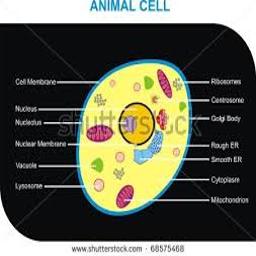 ANIMAL CELL
Cell Membrane
Ribosomes
Centrosome
Nucleus
Golgi Body
Nucleolus
shutterstock
Nuclear Membrane
Rough ER
Smooth ER
Vacuole
Cytoplasm
Lysosome
Mitochondrion
www.shutterstock.com · 68575468